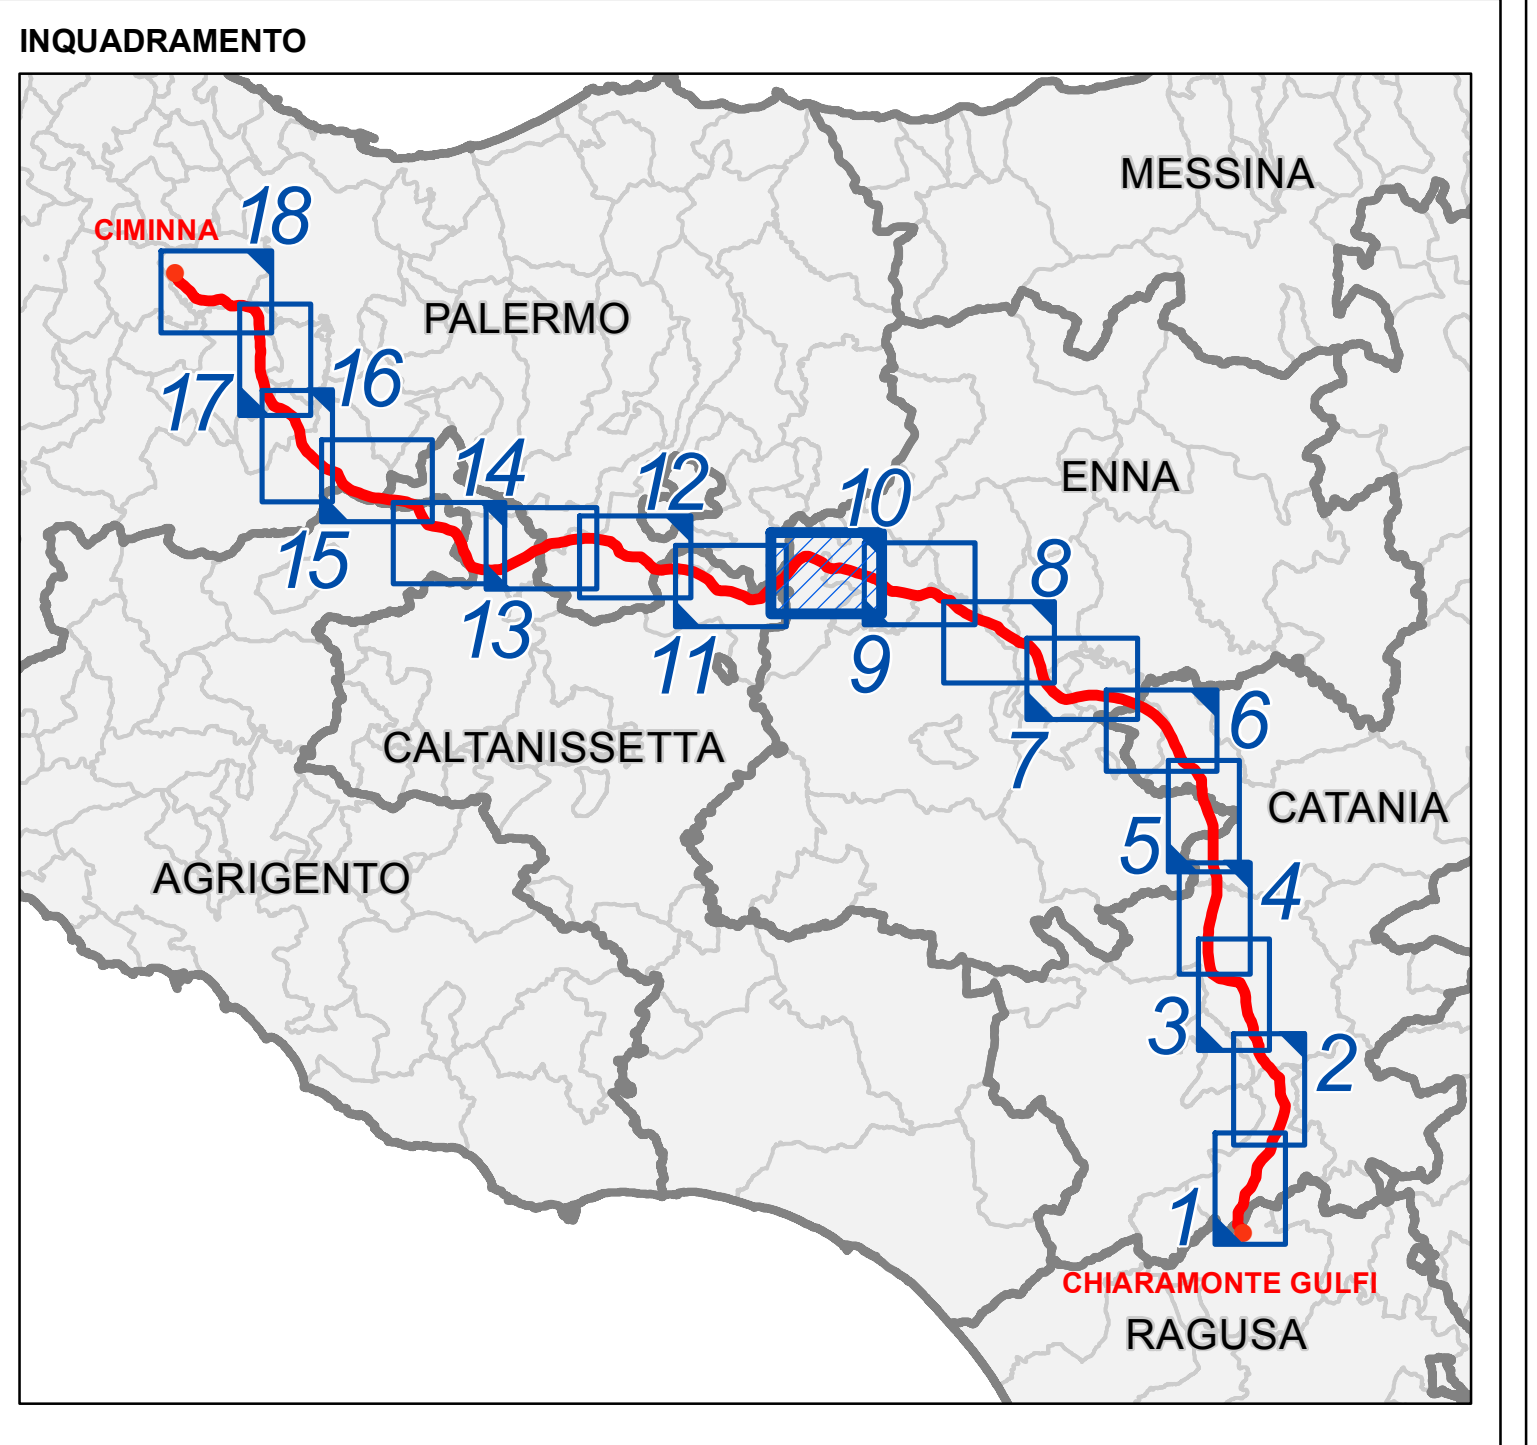 INQUADRAMENTO
MESSINA
18
CIMINNA
PALERMO
16
17
14
12
10
ENNA
15
8
13
11
9
6
7
CALTANISSETTA
CATANIA
5
4
AGRIGENTO
3
2
1
CHIARAMONTE GULFI
RAGUSA